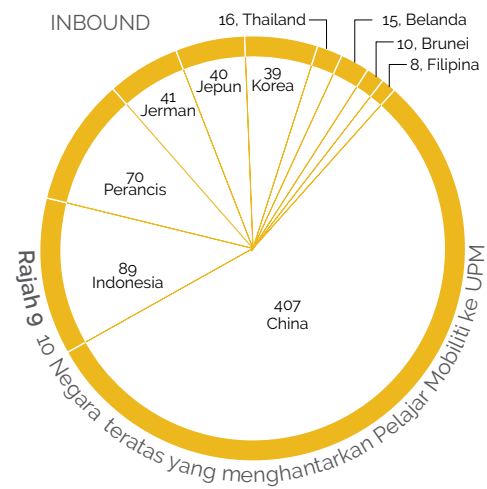 INBOUND
16, Thailand
15, Belanda
10, Brunei
8, Filipina
39
Korea
40
Jepun
41
Jerman
70
Perancis
89
Indonesia
407
China
Rajah 9 10 Negara teratas yang menghantarkan Pelajar Mobiliti ke UPM